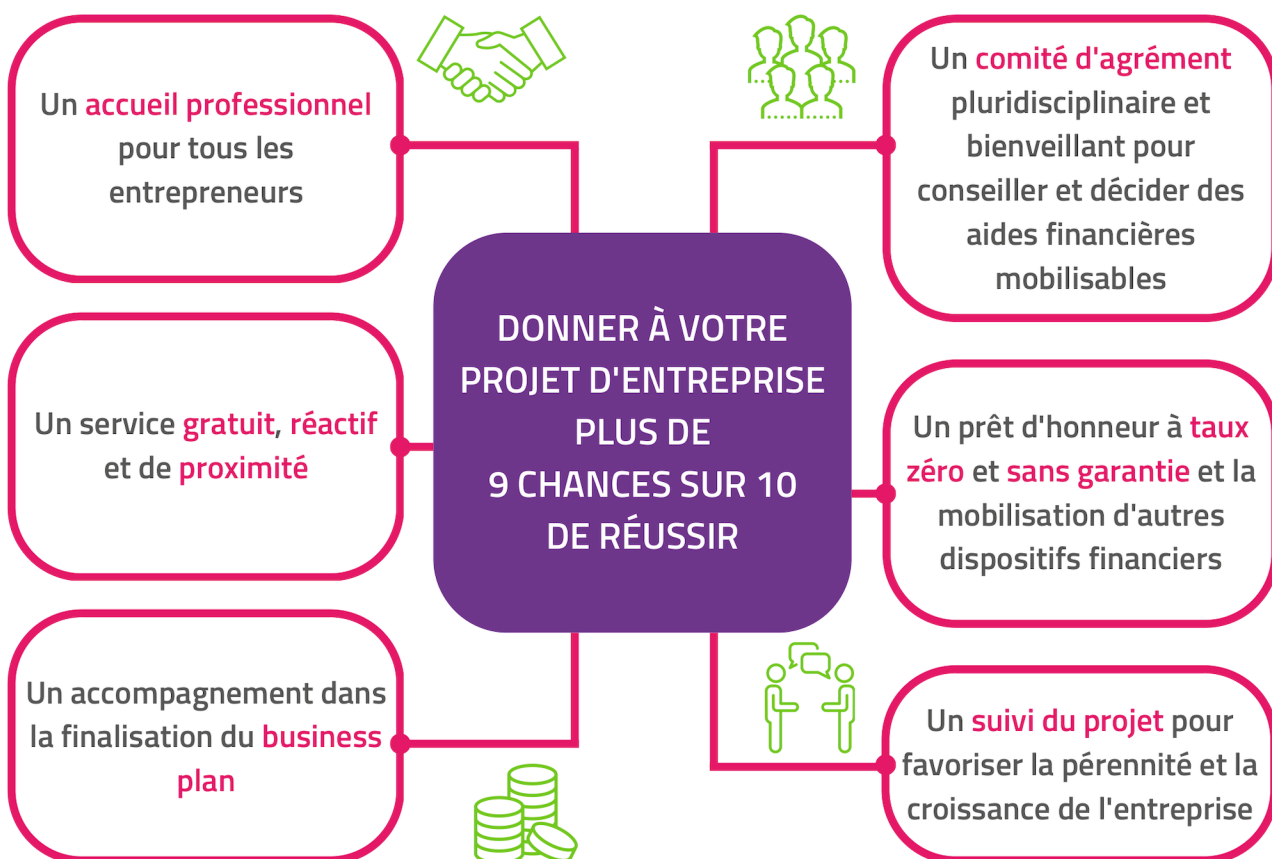 Un accueil professionnel
pour tous les
entrepreneurs
Un service gratuit, réactif
et de proximité
Un accompagnement dans
la finalisation du business
plan
DONNER À VOTRE
PROJET D'ENTREPRISE
PLUS DE
9 CHANCES SUR 10
DE RÉUSSIR
Un comité d'agrément
pluridisciplinaire et
bienveillant pour
conseiller et décider des
aides financières
mobilisables
Un prêt d'honneur à taux
zéro et sans garantie et la
mobilisation d'autres
dispositifs financiers
Un suivi du projet pour
favoriser la pérennité et la
croissance de l'entreprise